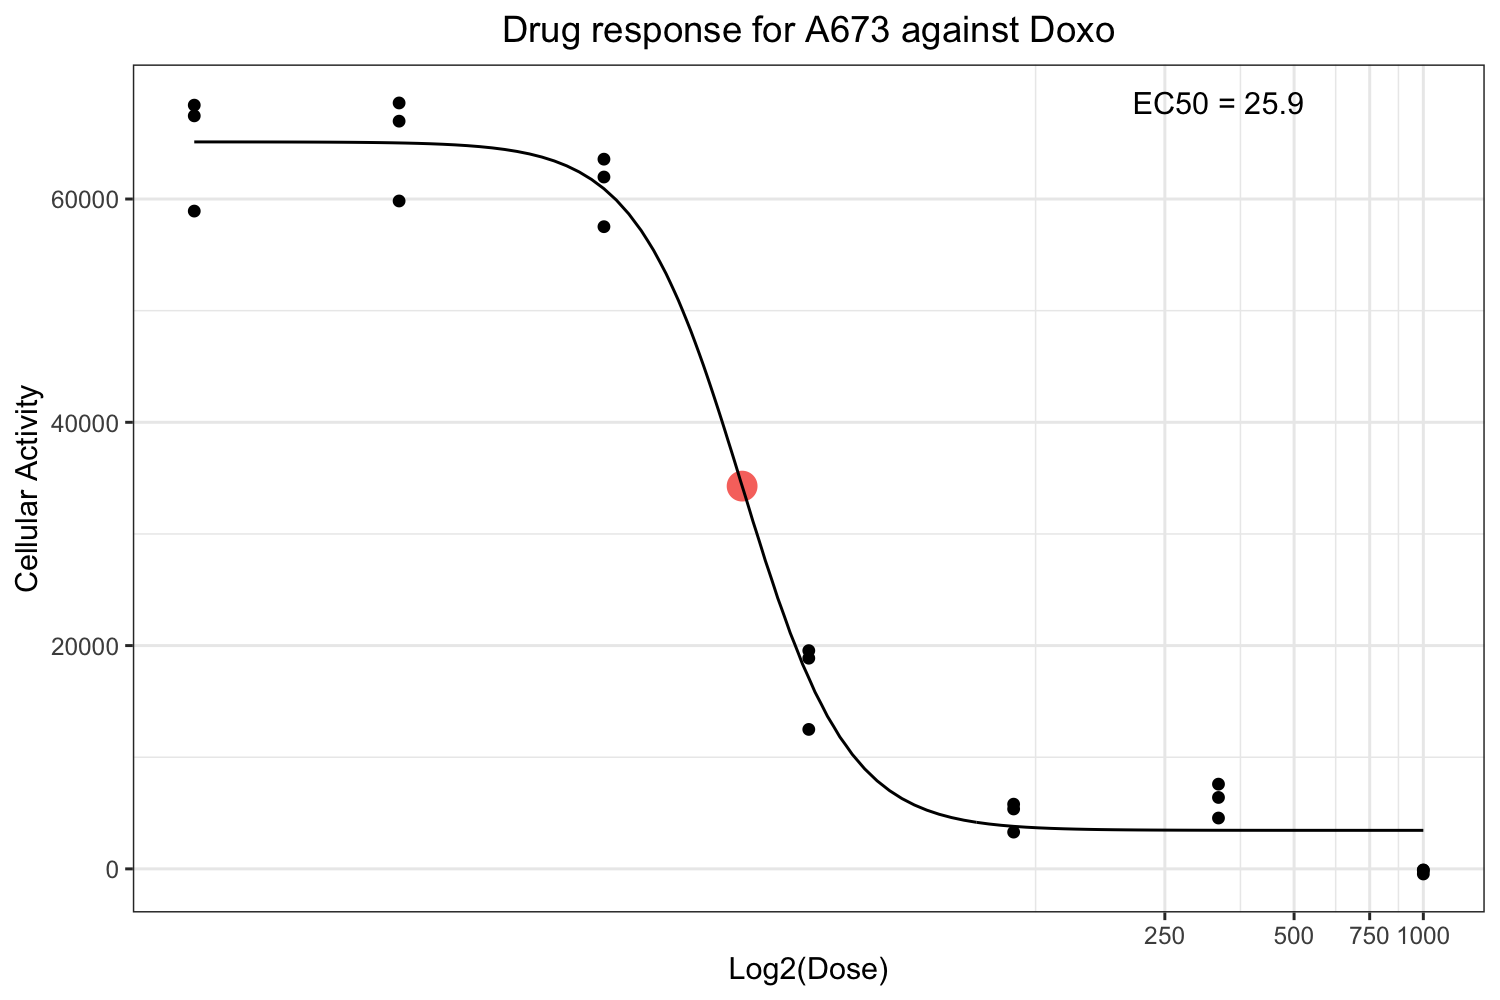 Drug response for A673 against Doxo
EC50 = 25.9
60000
40000
20000
0
Cellular Activity
250 500 750 1000
Log2(Dose)